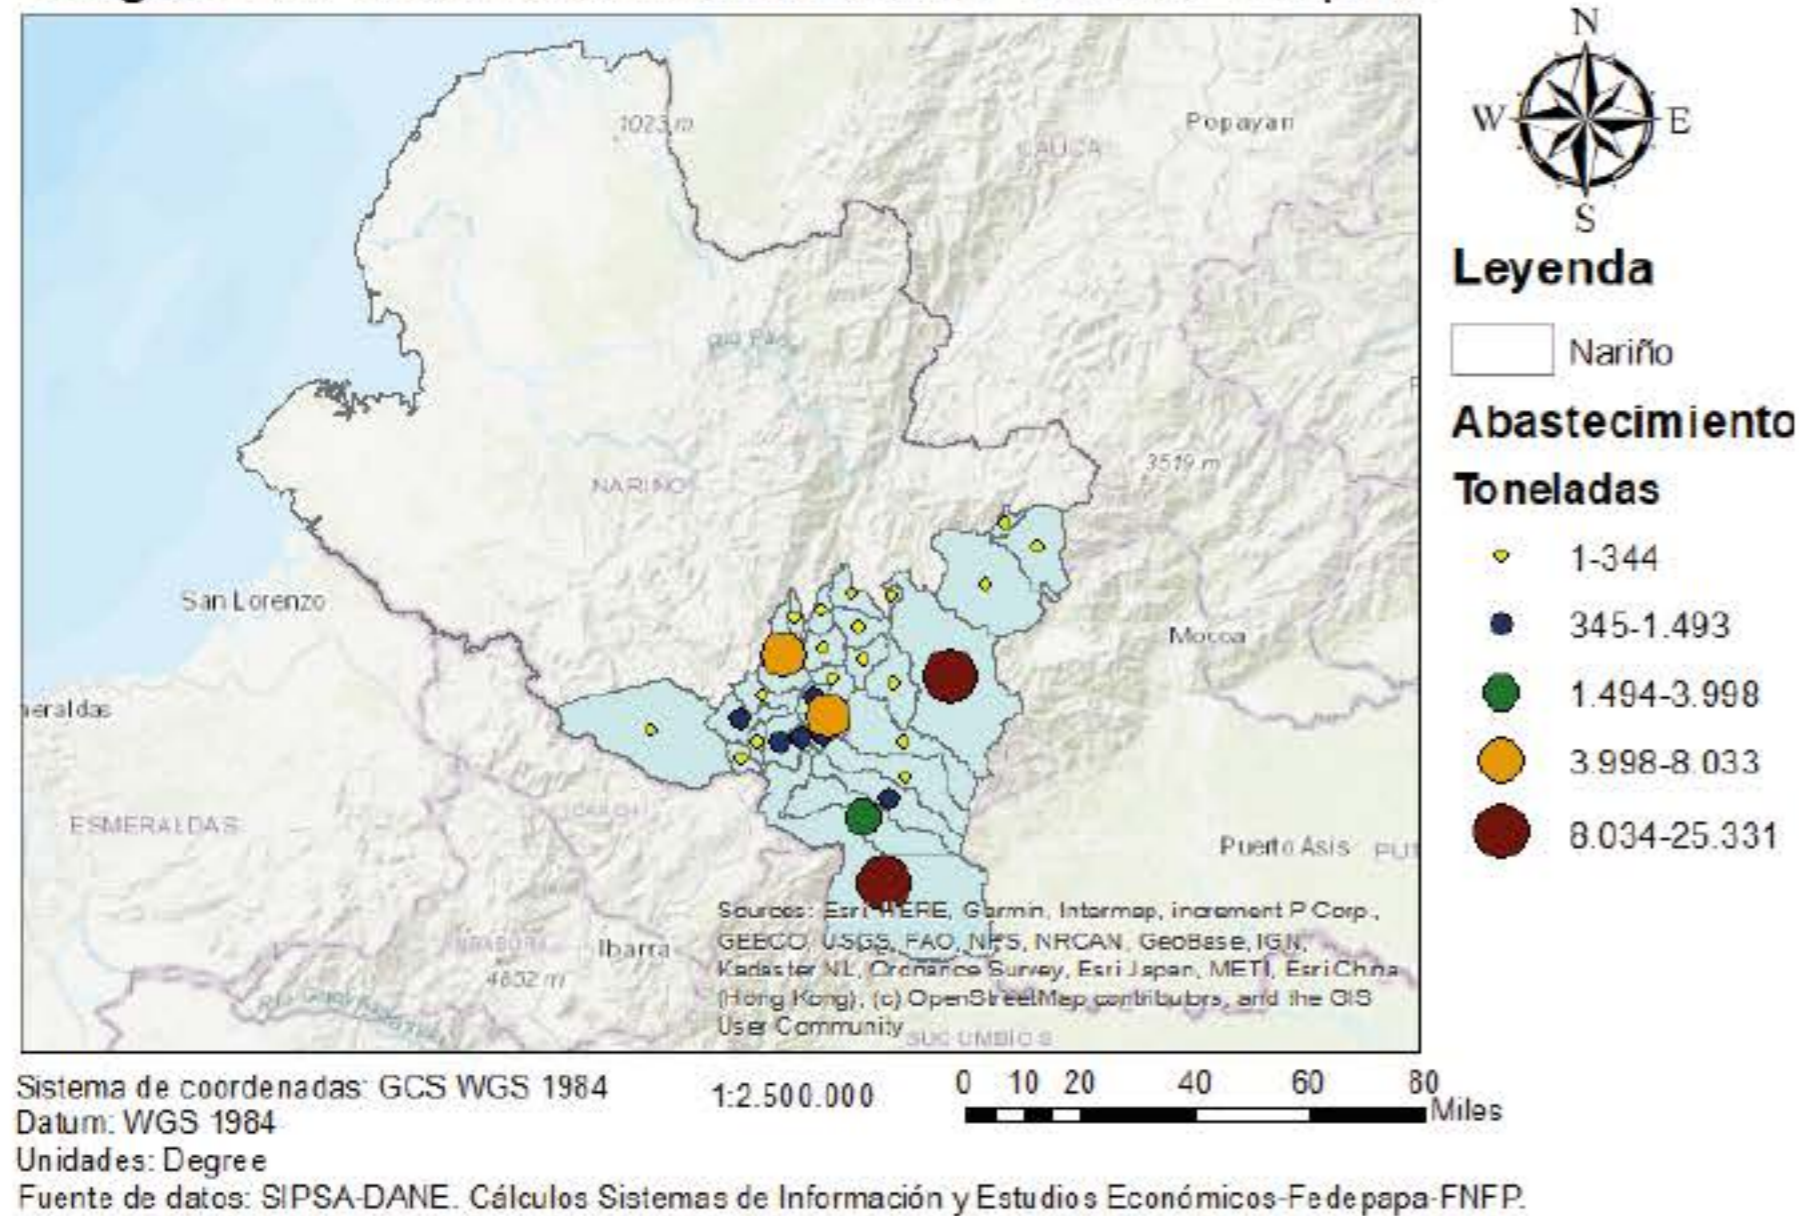 N
W E
S
1023 m
Popayan
CAUCA
Leyenda
Nariño
Abastecimiento
Toneladas
1-344
345-1.493
1.494-3.998
3.998-8.033
8.034-25.331
3519 m
NARIÑO
San Lorenzo
Mocoa
neraldas
ESMERALDAS
Puerto Asis
Ibarra
4852 m
Sources: Esri, HERE, Garmin, Intermap, increment P Corp.,
GEBCO, USGS, FAO, NPS, NRCAN, GeoBase, IGN,
Kadaster NL, Ordnance Survey, Esri Japan, METI, Esri China
(Hong Kong), (c) OpenStreetMap contributors, and the GIS
User Community
SUCUMBIOS
Sistema de coordenadas: GCS WGS 1984
Datum: WGS 1984
Unidades: Degree
1:2.500.000
0 10 20 40 60 80
Miles
Fuente de datos: SIPSA-DANE. Cálculos Sistemas de Información y Estudios Económicos-Fedepapa-FNFP.